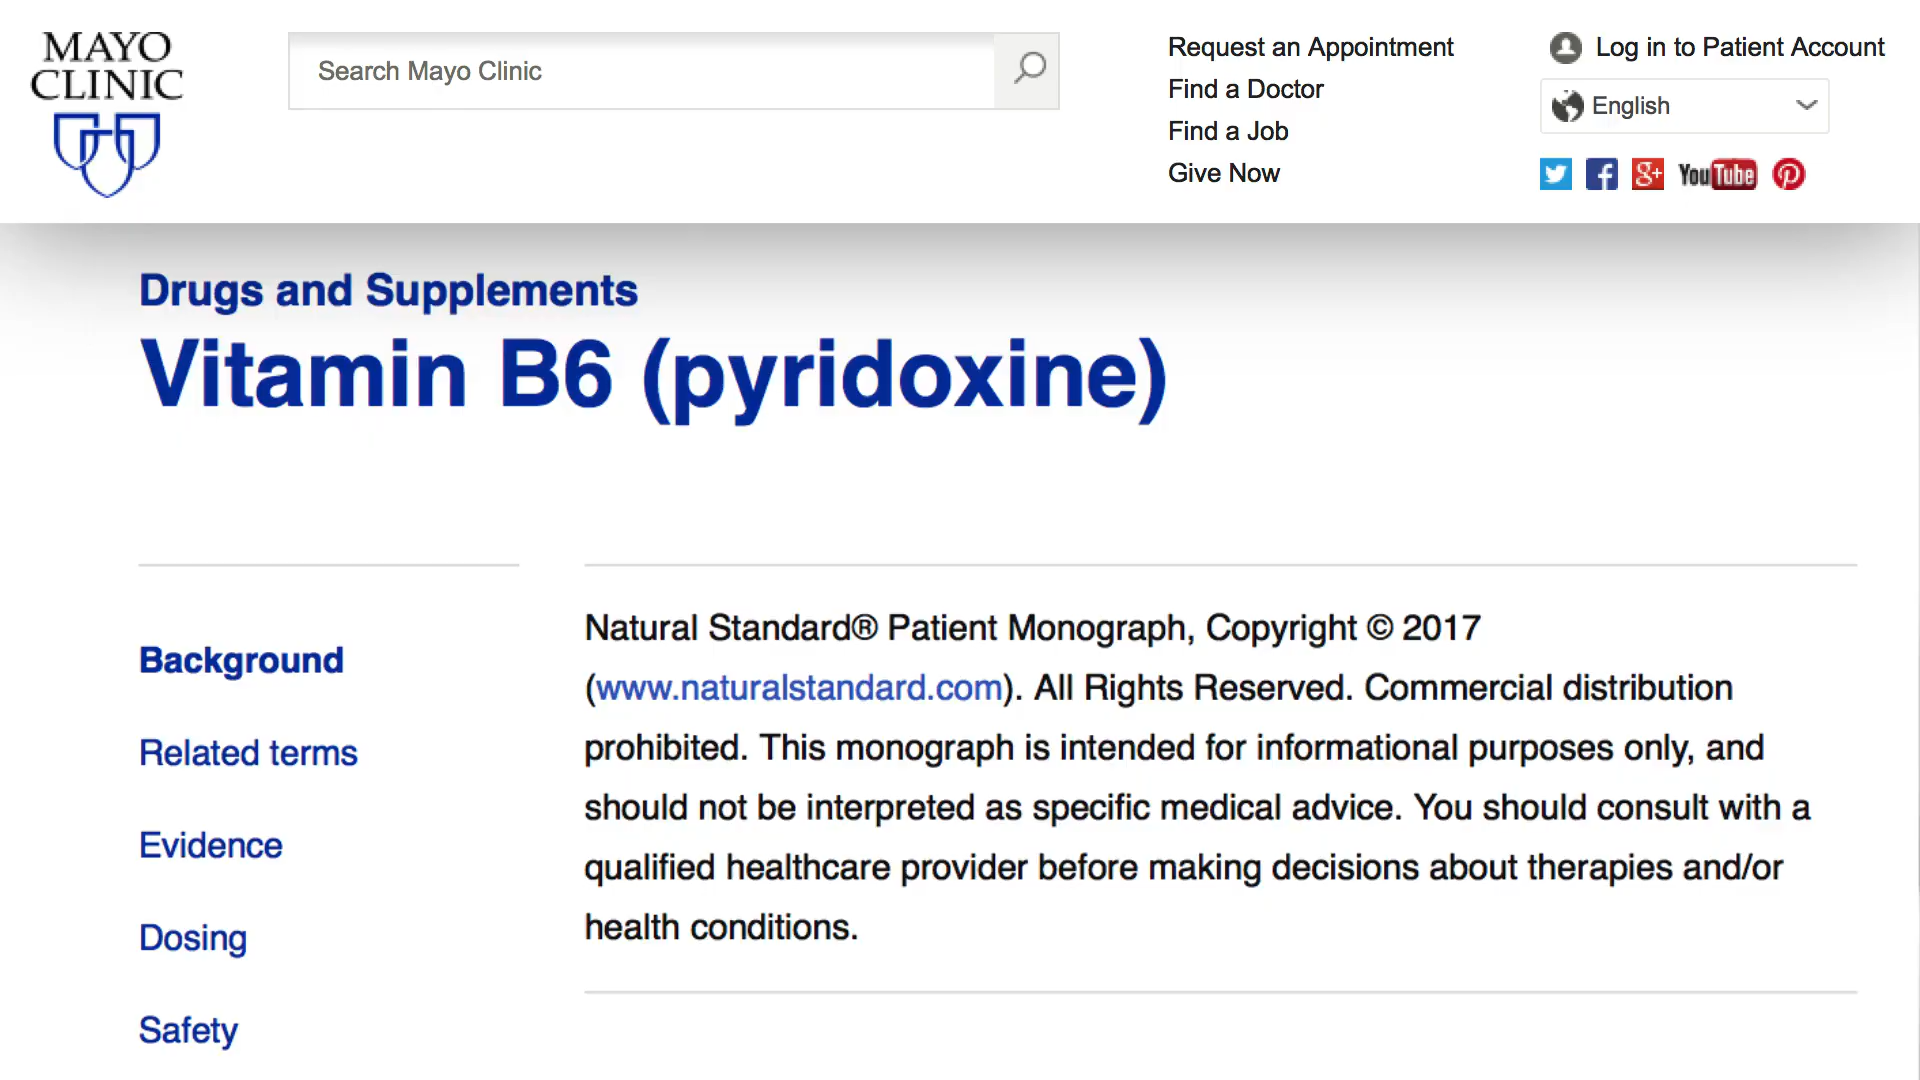 MAYO
CLINIC
Search Mayo Clinic
Request an Appointment
Find a Doctor
Find a Job
Give Now
Log in to Patient Account
English
g+
You Tube
Drugs and Supplements
Vitamin B6 (pyridoxine)
Background
Related terms
Evidence
Dosing
Safety
Natural Standard® Patient Monograph, Copyright © 2017
(www.naturalstandard.com). All Rights Reserved. Commercial distribution
prohibited. This monograph is intended for informational purposes only, and
should not be interpreted as specific medical advice. You should consult with a
qualified healthcare provider before making decisions about therapies and/or
health conditions.